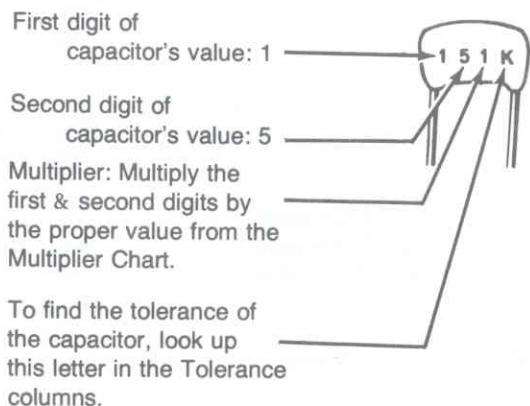 First digit of
capacitor's value: 1
1 5 1 K
Second digit of
capacitor's value: 5
Multiplier: Multiply the
first & second digits by
the proper value from the
Multiplier Chart.
To find the tolerance of
the capacitor, look up
this letter in the Tolerance
columns.